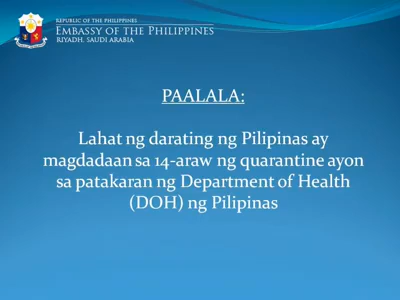 REPUBLIC OF THE PHILIPPINES
EMBASSY OF THE PHILIPPINES
RIYADH, SAUDI ARABIA
PAALALA:
Lahat ng darating ng Pilipinas ay
magdadaan sa 14-araw ng quarantine ayon
sa patakaran ng Department of Health
(DOH) ng Pilipinas